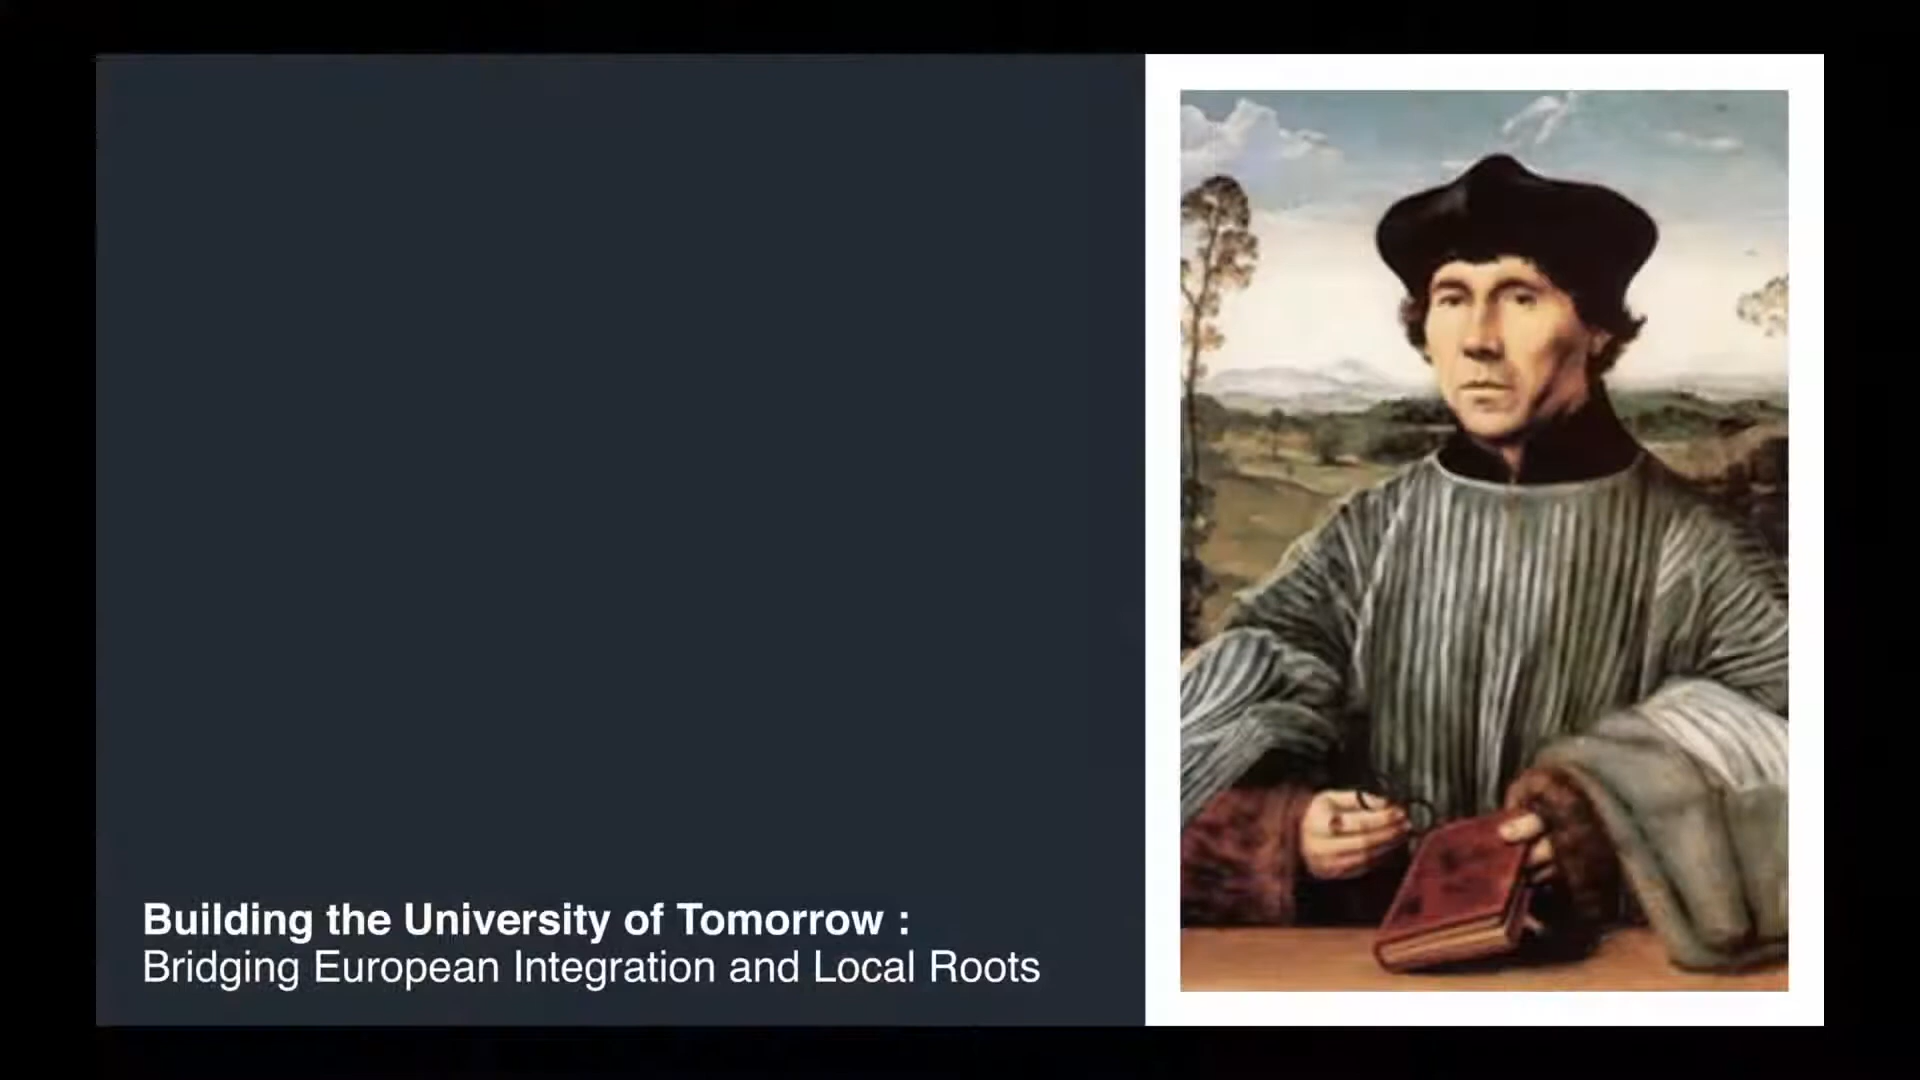 Building the University of Tomorrow :
Bridging European Integration and Local Roots